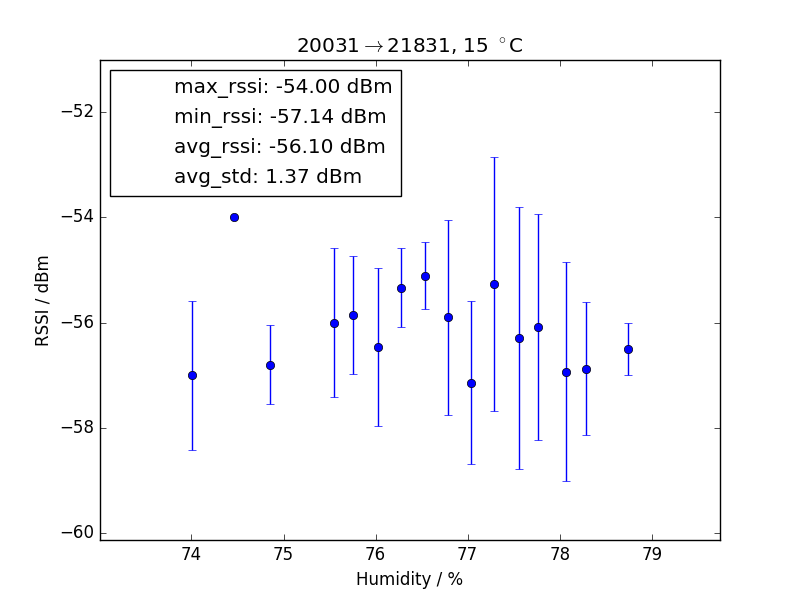 20031→21831, 15 °C
max_rssi: -54.00 dBm
min_rssi: -57.14 dBm
avg_rssi: -56.10 dBm
avg_std: 1.37 dBm
−52
−54
−56
−58
−60
RSSI / dBm
74 75 76 77 78 79
Humidity / %